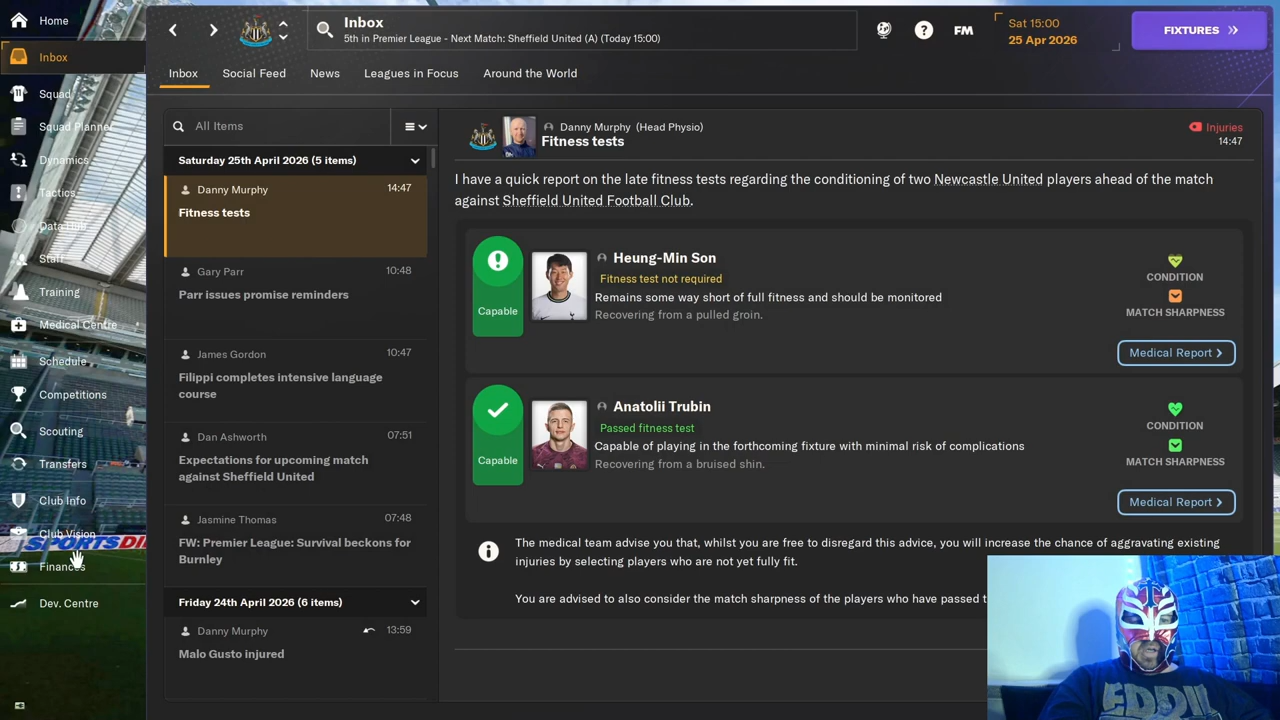 Home
Inbox
Squad
Squad Planner
Dynamics
Tactics
Data Hub
Staff
Training
Medical Centre
Schedule
Competitions
Scouting
Transfers
Club Info
Club Vision
SPORTS DI
Finances
Dev. Centre
Inbox
5th in Premier League - Next Match: Sheffield United (A) (Today 15:00)
?
FM
Sat 15:00
25 Apr 2026
FIXTURES
Inbox
Social Feed
News
Leagues in Focus
Around the World
All Items
Saturday 25th April 2026 (5 items)
Danny Murphy 14:47
Fitness tests
Gary Parr 10:48
Parr issues promise reminders
James Gordon 10:47
Filippi completes intensive language
course
Dan Ashworth 07:51
Expectations for upcoming match
against Sheffield United
Jasmine Thomas 07:48
FW: Premier League: Survival beckons for
Burnley
Friday 24th April 2026 (6 items)
Danny Murphy 13:59
Malo Gusto injured
Danny Murphy (Head Physio)
Fitness tests
Injuries
14:47
I have a quick report on the late fitness tests regarding the conditioning of two Newcastle United players ahead of the match
against Sheffield United Football Club.
Capable
Heung-Min Son
Fitness test not required
Remains some way short of full fitness and should be monitored
Recovering from a pulled groin.
CONDITION
MATCH SHARPNESS
Medical Report
Capable
Anatolii Trubin
Passed fitness test
Capable of playing in the forthcoming fixture with minimal risk of complications
Recovering from a bruised shin.
CONDITION
MATCH SHARPNESS
Medical Report
The medical team advise you that, whilst you are free to disregard this advice, you will increase the chance of aggravating existing
injuries by selecting players who are not yet fully fit.
You are advised to also consider the match sharpness of the players who have passed
EDDIE